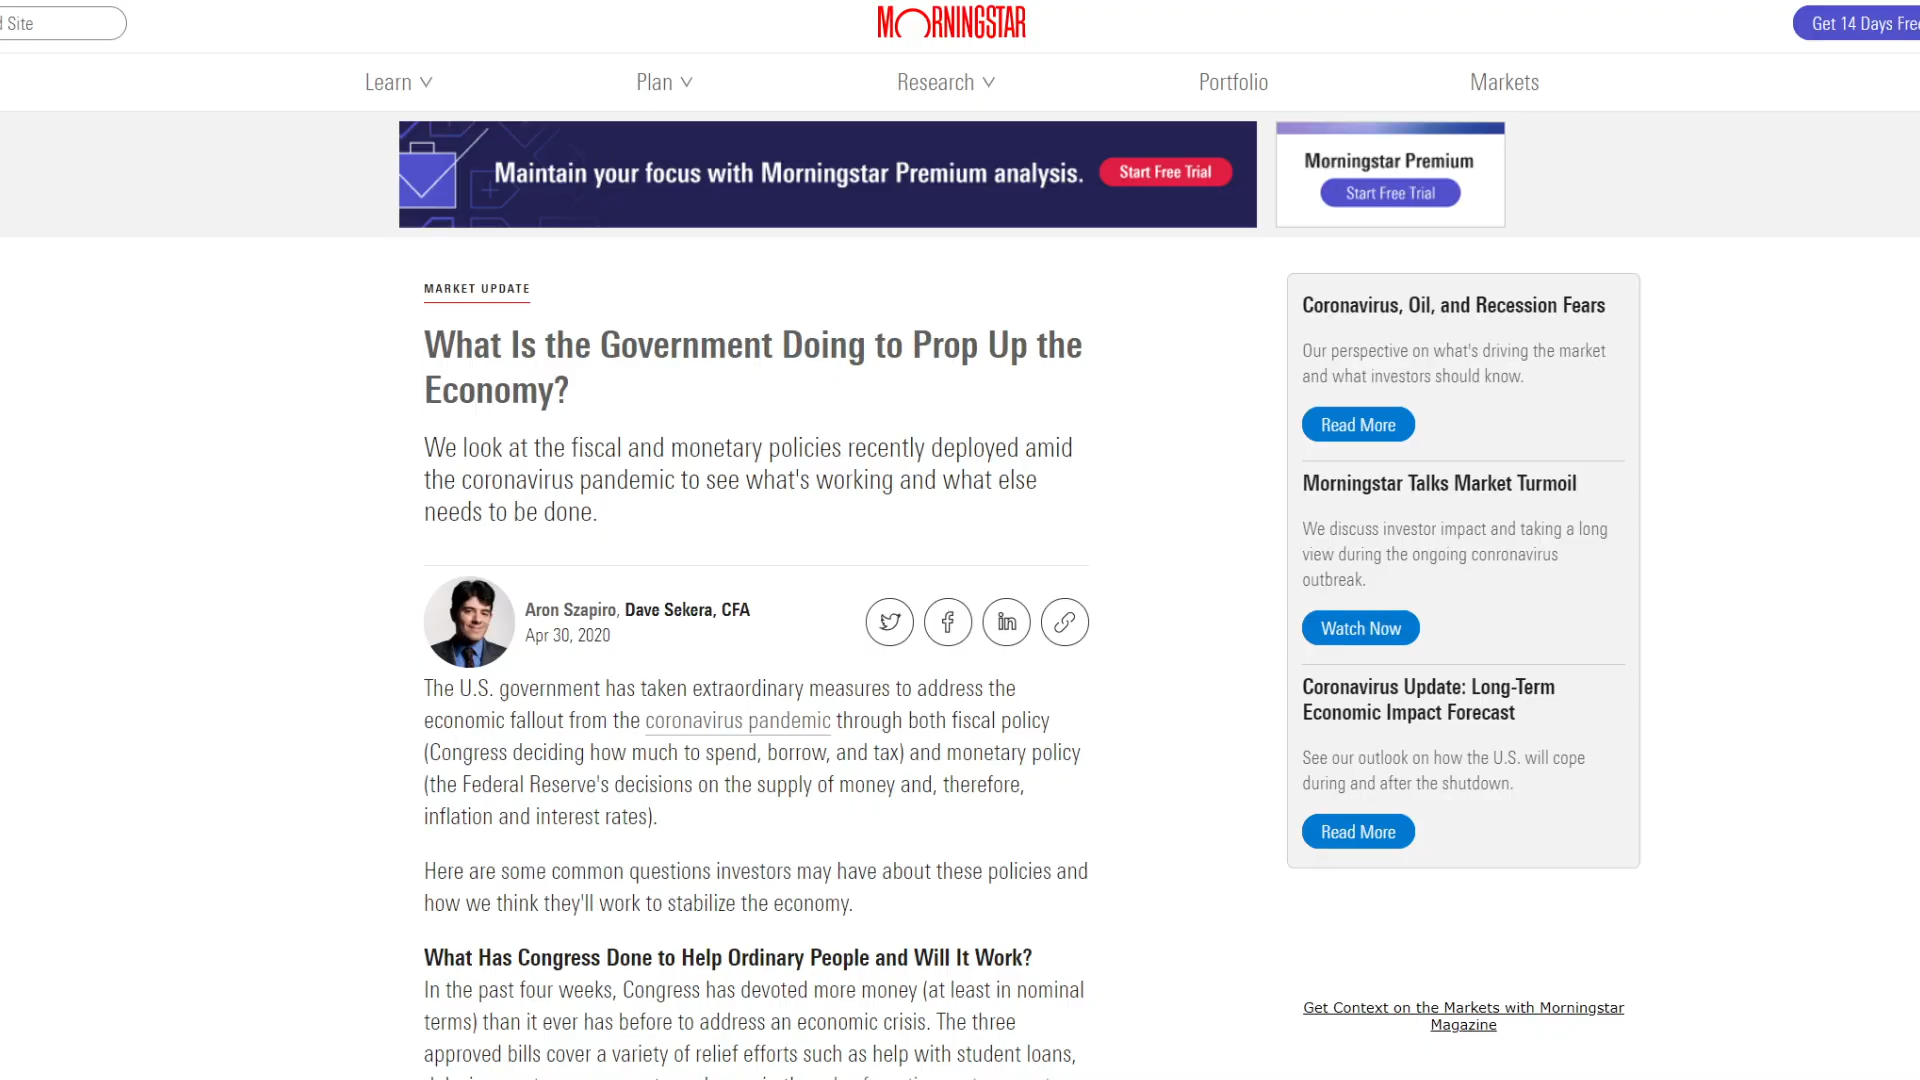 Site
MORNINGSTAR
Get 14 Days Free
Learn
Plan
Research
Portfolio
Markets
Maintain your focus with Morningstar Premium analysis.
Start Free Trial
Morningstar Premium
Start Free Trial
MARKET UPDATE
What Is the Government Doing to Prop Up the
Economy?
We look at the fiscal and monetary policies recently deployed amid
the coronavirus pandemic to see what's working and what else
needs to be done.
Aron Szapiro, Dave Sekera, CFA
Apr 30, 2020
The U.S. government has taken extraordinary measures to address the
economic fallout from the coronavirus pandemic through both fiscal policy
(Congress deciding how much to spend, borrow, and tax) and monetary policy
(the Federal Reserve's decisions on the supply of money and, therefore,
inflation and interest rates).
Here are some common questions investors may have about these policies and
how we think they'll work to stabilize the economy.
What Has Congress Done to Help Ordinary People and Will It Work?
In the past four weeks, Congress has devoted more money (at least in nominal
terms) than it ever has before to address an economic crisis. The three
approved bills cover a variety of relief efforts such as help with student loans,
Coronavirus, Oil, and Recession Fears
Our perspective on what's driving the market
and what investors should know.
Read More
Morningstar Talks Market Turmoil
We discuss investor impact and taking a long
view during the ongoing conronavirus
outbreak.
Watch Now
Coronavirus Update: Long-Term
Economic Impact Forecast
See our outlook on how the U.S. will cope
during and after the shutdown.
Read More
Get Context on the Markets with Morningstar
Magazine